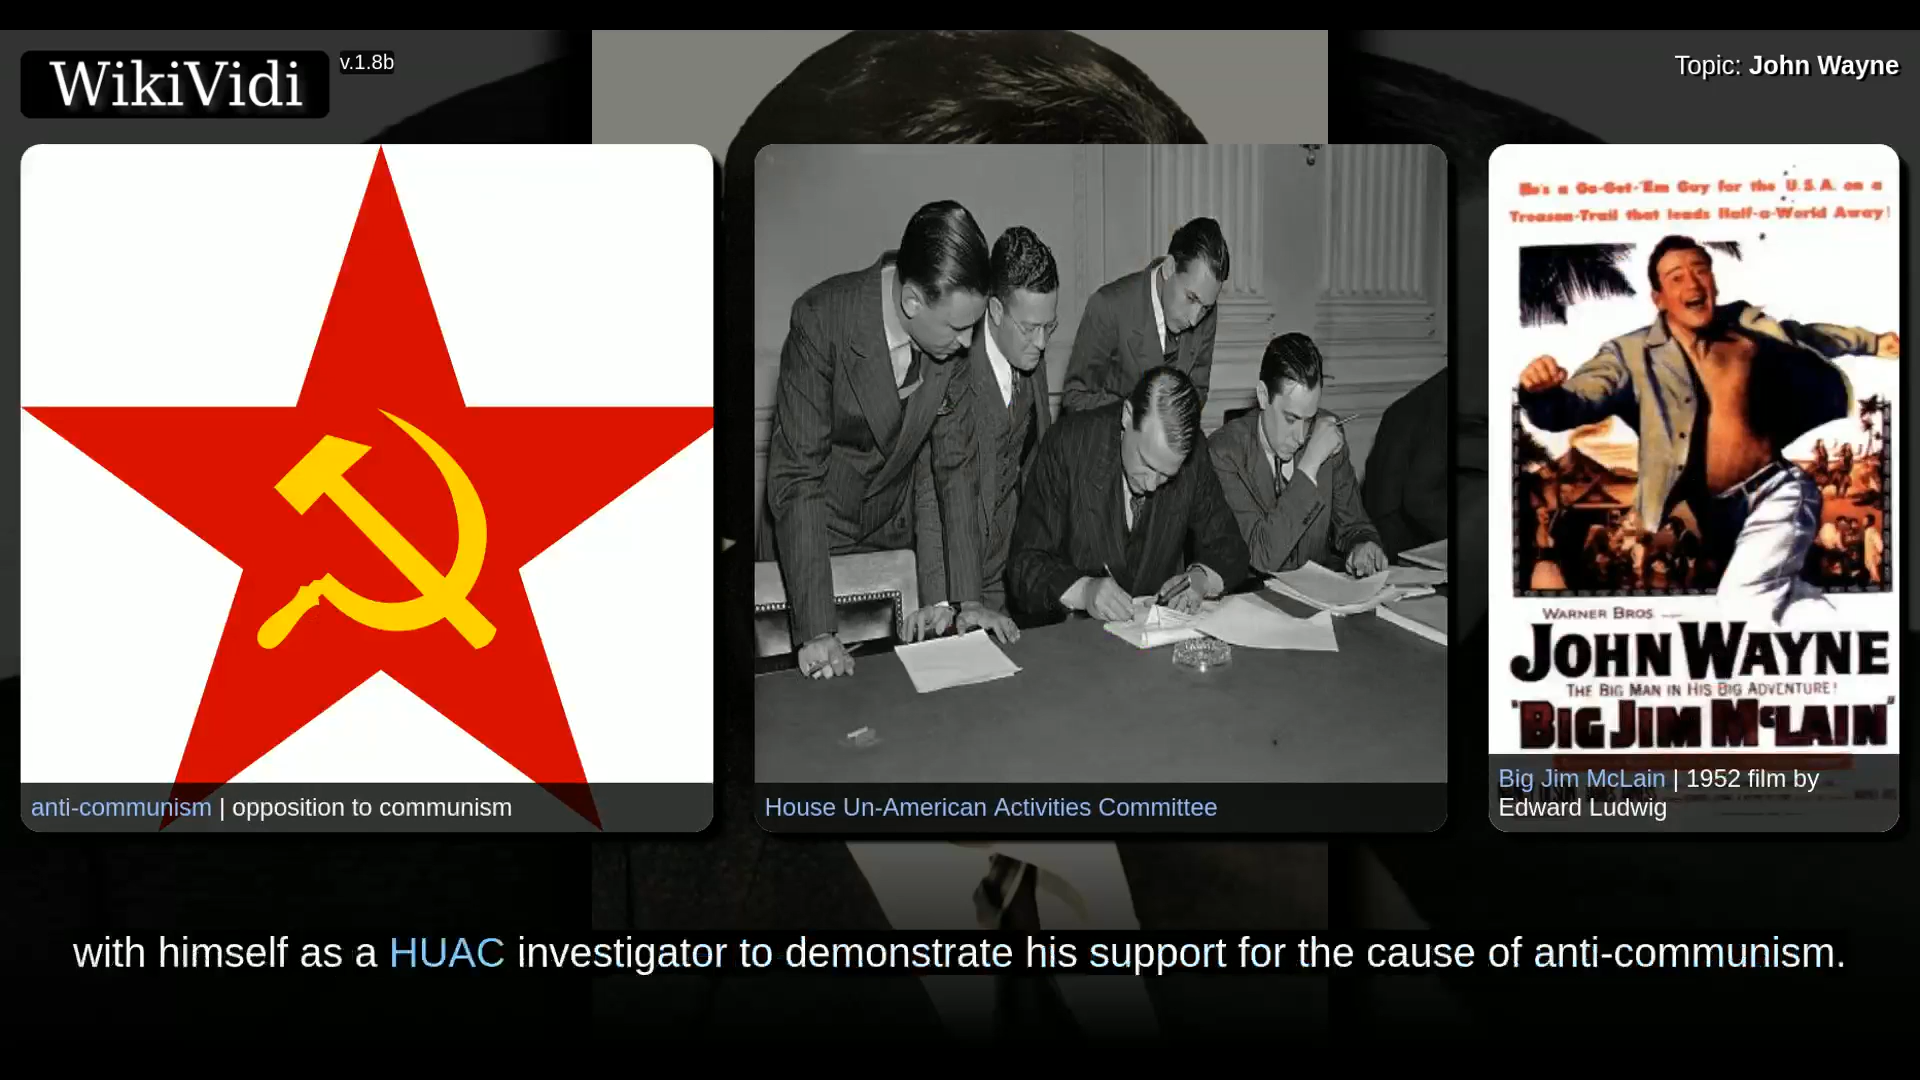 WikiVidi
v.1.8b
Topic: John Wayne
He's a Go-Get-'Em Guy for the U.S.A. on a
Treason-Trail that leads Half-a-World Away!
WARNER BROS
JOHN WAYNE
THE BIG MAN IN HIS BIG ADVENTURE!
"BIG JIM McLAIN"
anti-communism | opposition to communism
House Un-American Activities Committee
Big Jim McLain | 1952 film by
Edward Ludwig
with himself as a HUAC investigator to demonstrate his support for the cause of anti-communism.